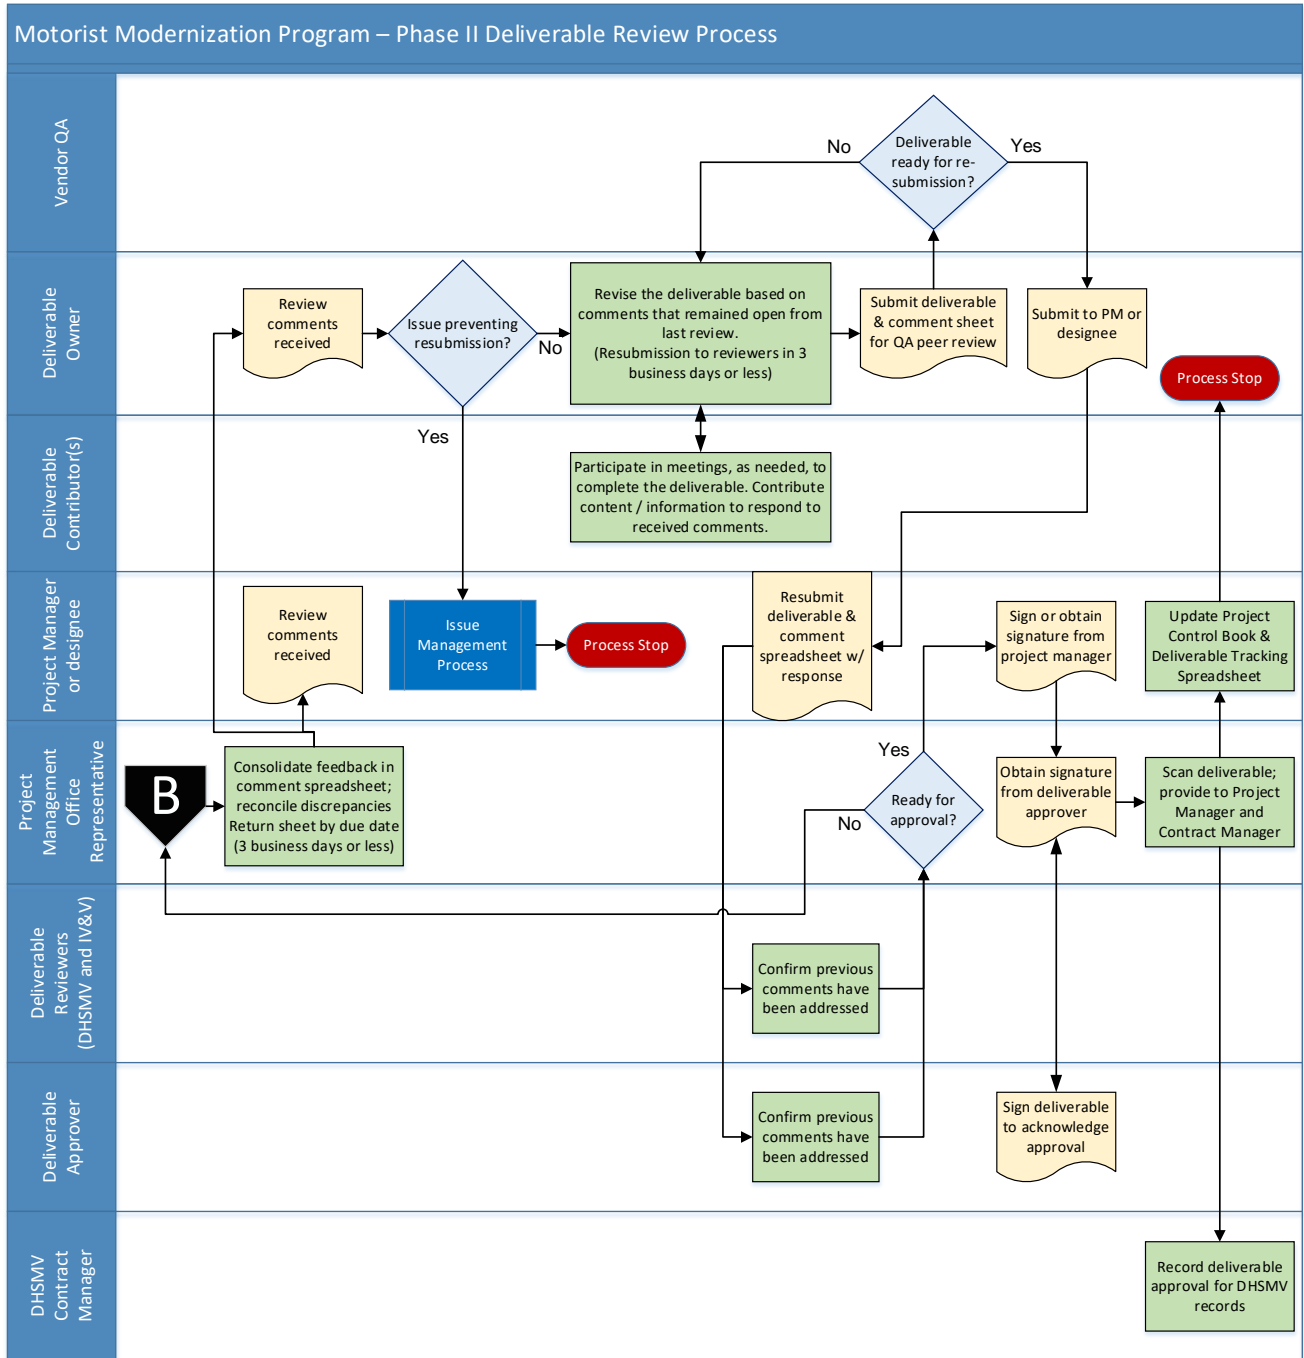 Motorist Modernization Program – Phase II Deliverable Review Process
Vendor QA
No
Deliverable
ready for re-
submission?
Yes
Deliverable
Owner
Review
comments
received
Issue preventing
resubmission?
No
Yes
Revise the deliverable based on
comments that remained open from
last review.
(Resubmission to reviewers in 3
business days or less)
Submit deliverable
& comment sheet
for QA peer review
Submit to PM or
designee
Process Stop
Deliverable
Contributor(s)
Participate in meetings, as needed, to
complete the deliverable. Contribute
content / information to respond to
received comments.
Project Manager
or designee
Review
comments
received
Issue
Management
Process
Process Stop
Resubmit
deliverable &
comment
spreadsheet w/
response
Sign or obtain
signature from
project manager
Update Project
Control Book &
Deliverable Tracking
Spreadsheet
Project
Management
Office
Representative
B
Consolidate feedback in
comment spreadsheet;
reconcile discrepancies
Return sheet by due date
(3 business days or less)
Yes
Ready for
approval?
No
Obtain signature
from deliverable
approver
Scan deliverable;
provide to Project
Manager and
Contract Manager
Deliverable
Reviewers
(DHSMV and IV&V)
Confirm previous
comments have
been addressed
Deliverable
Approver
Confirm previous
comments have
been addressed
Sign deliverable
to acknowledge
approval
DHSMV
Contract
Manager
Record deliverable
approval for DHSMV
records